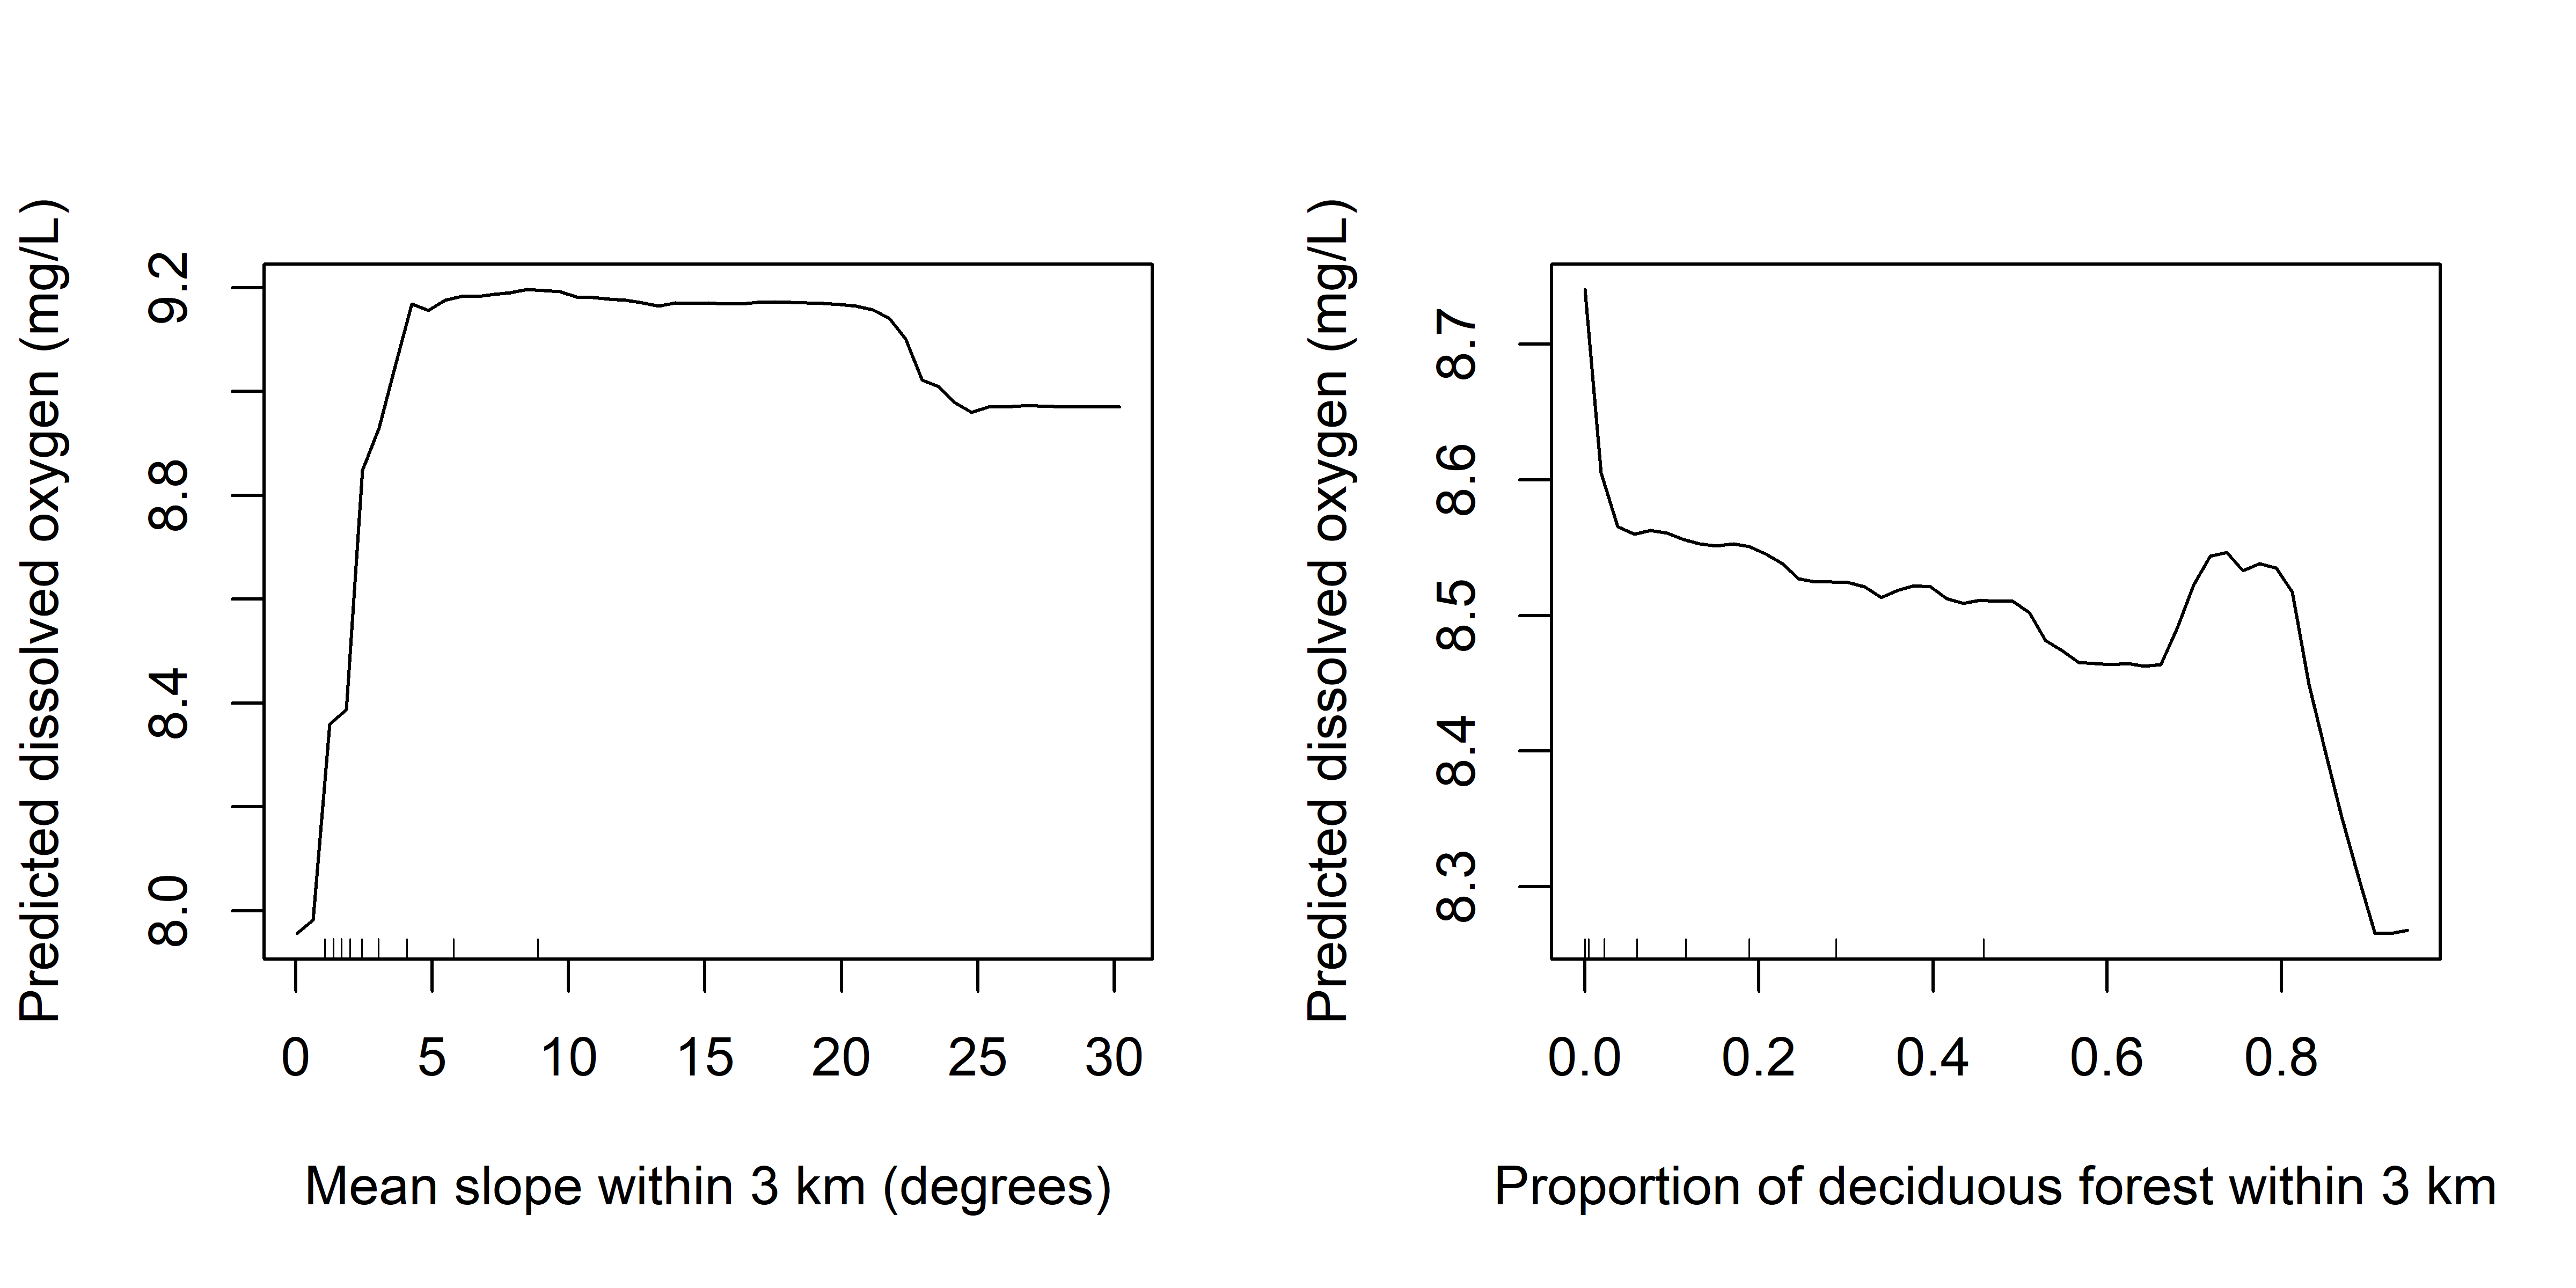 Predicted dissolved oxygen (mg/L)
9.2
8.8
8.4
8.0
0 5 10 15 20 25 30
Mean slope within 3 km (degrees)
Predicted dissolved oxygen (mg/L)
8.7
8.6
8.5
8.4
8.3
0.0 0.2 0.4 0.6 0.8
Proportion of deciduous forest within 3 km